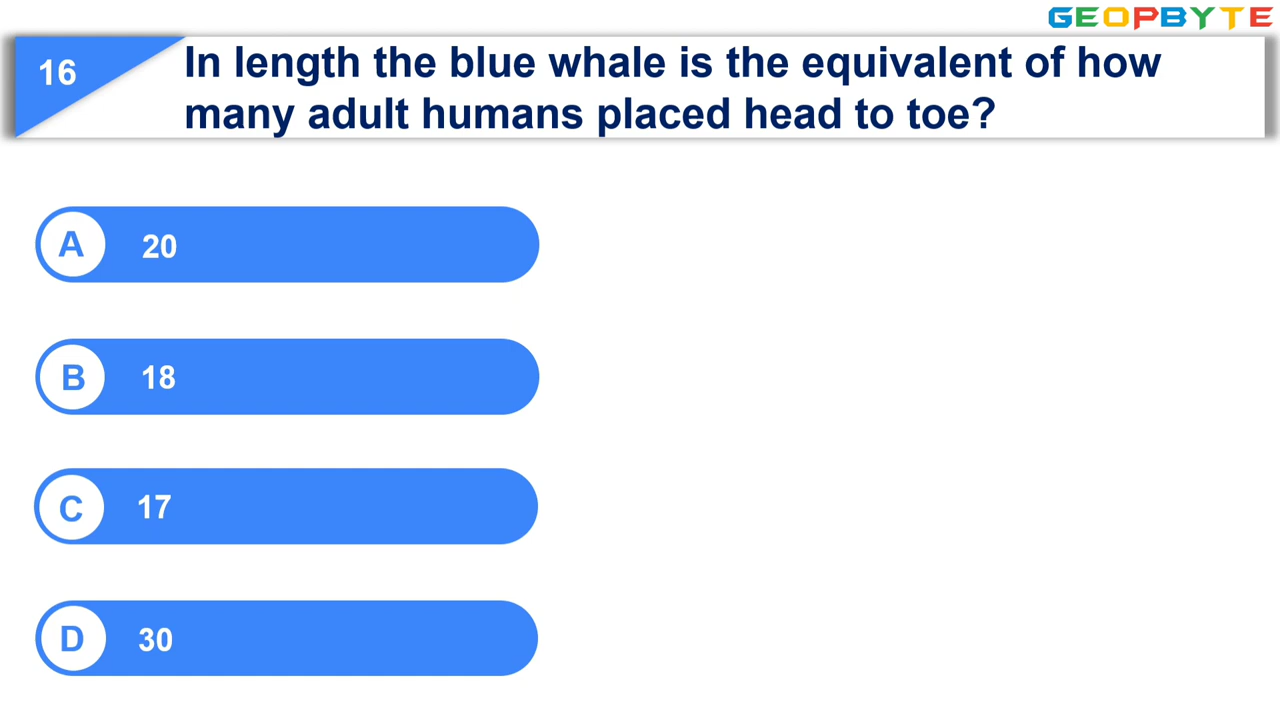 GEOPBYTE
16
In length the blue whale is the equivalent of how
many adult humans placed head to toe?
A 20
B 18
C 17
D 30